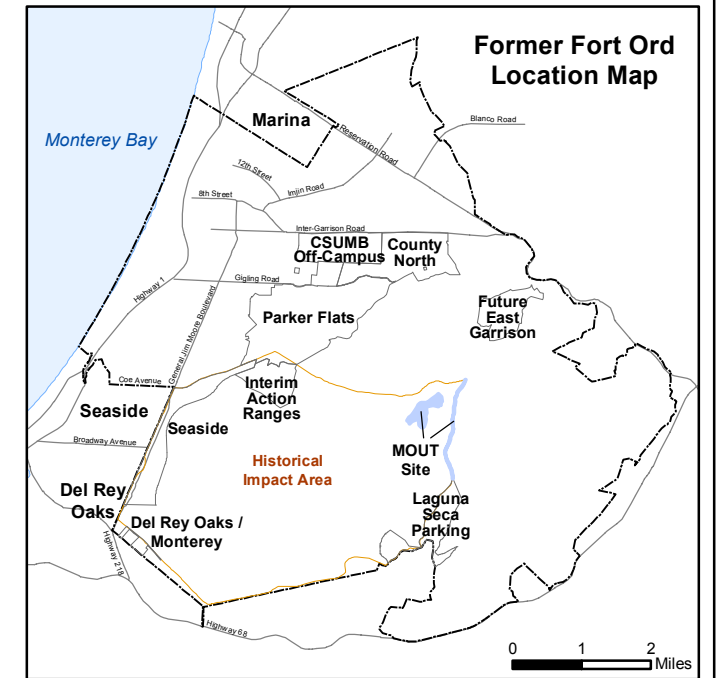 Former Fort Ord
Location Map
Marina
Blanco Road
Reservation Road
Monterey Bay
12th Street
Imjin Road
8th Street
Inter-Garrison Road
CSUMB
Off-Campus
County
North
Gigling Road
Highway 1
General Jim Moore Boulevard
Future
East
Garrison
Parker Flats
Coe Avenue
Interim
Action
Ranges
Seaside
Seaside
Broadway Avenue
MOUT
Site
Historical
Impact Area
Del Rey
Oaks
Laguna
Seca
Parking
Del Rey Oaks /
Monterey
Highway 218
Highway 68
0 1 2
Miles